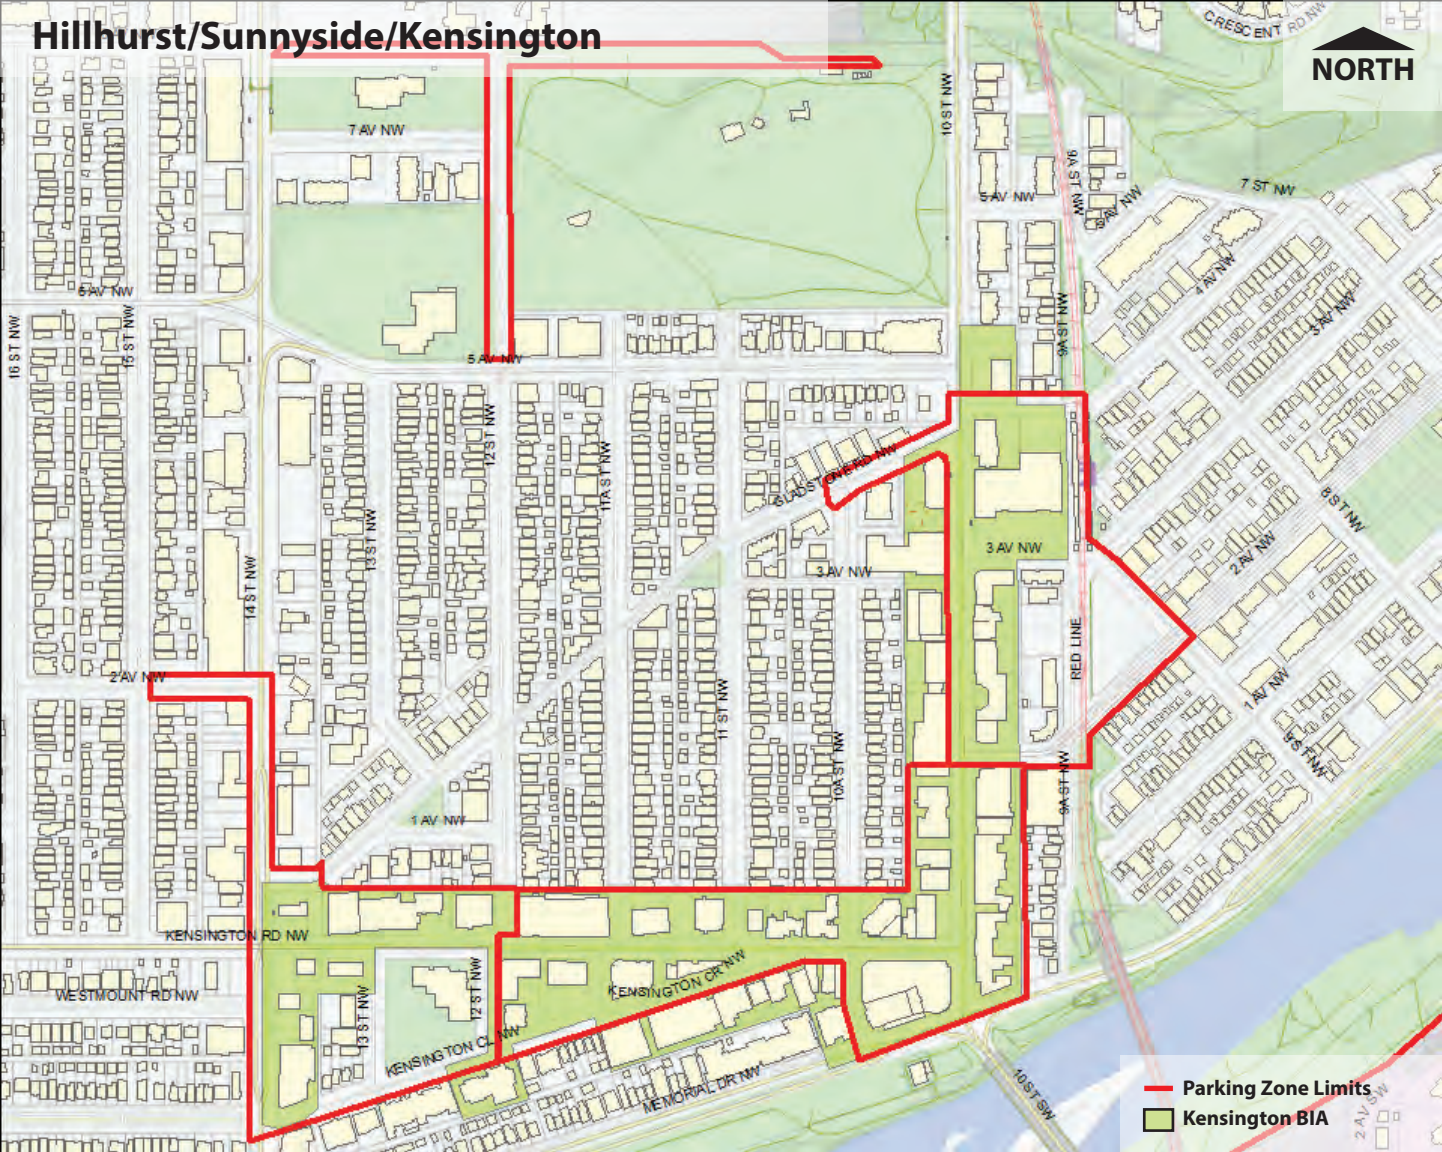 Hillhurst/Sunnyside/Kensington
CRESCENT RD NW
NORTH
7 AV NW
10 ST NW
9A ST NW
5 AV NW
7 ST NW
4 AV NW
3 AV NW
5 AV NW
16 ST NW
15 ST NW
5 AV NW
9A ST NW
12 ST NW
11A ST NW
GLADSTONE RD NW
8 ST NW
13 ST NW
14 ST NW
3 AV NW
3 AV NW
2 AV NW
RED LINE
2 AV NW
11 ST NW
10A ST NW
1 AV NW
9 ST NW
9A ST NW
1 AV NW
KENSINGTON RD NW
WESTMOUNT RD NW
13 ST NW
12 ST NW
KENSINGTON CR NW
KENSINGTON CL NW
MEMORIAL DR NW
10 ST SW
2 AV SW
Parking Zone Limits
Kensington BIA